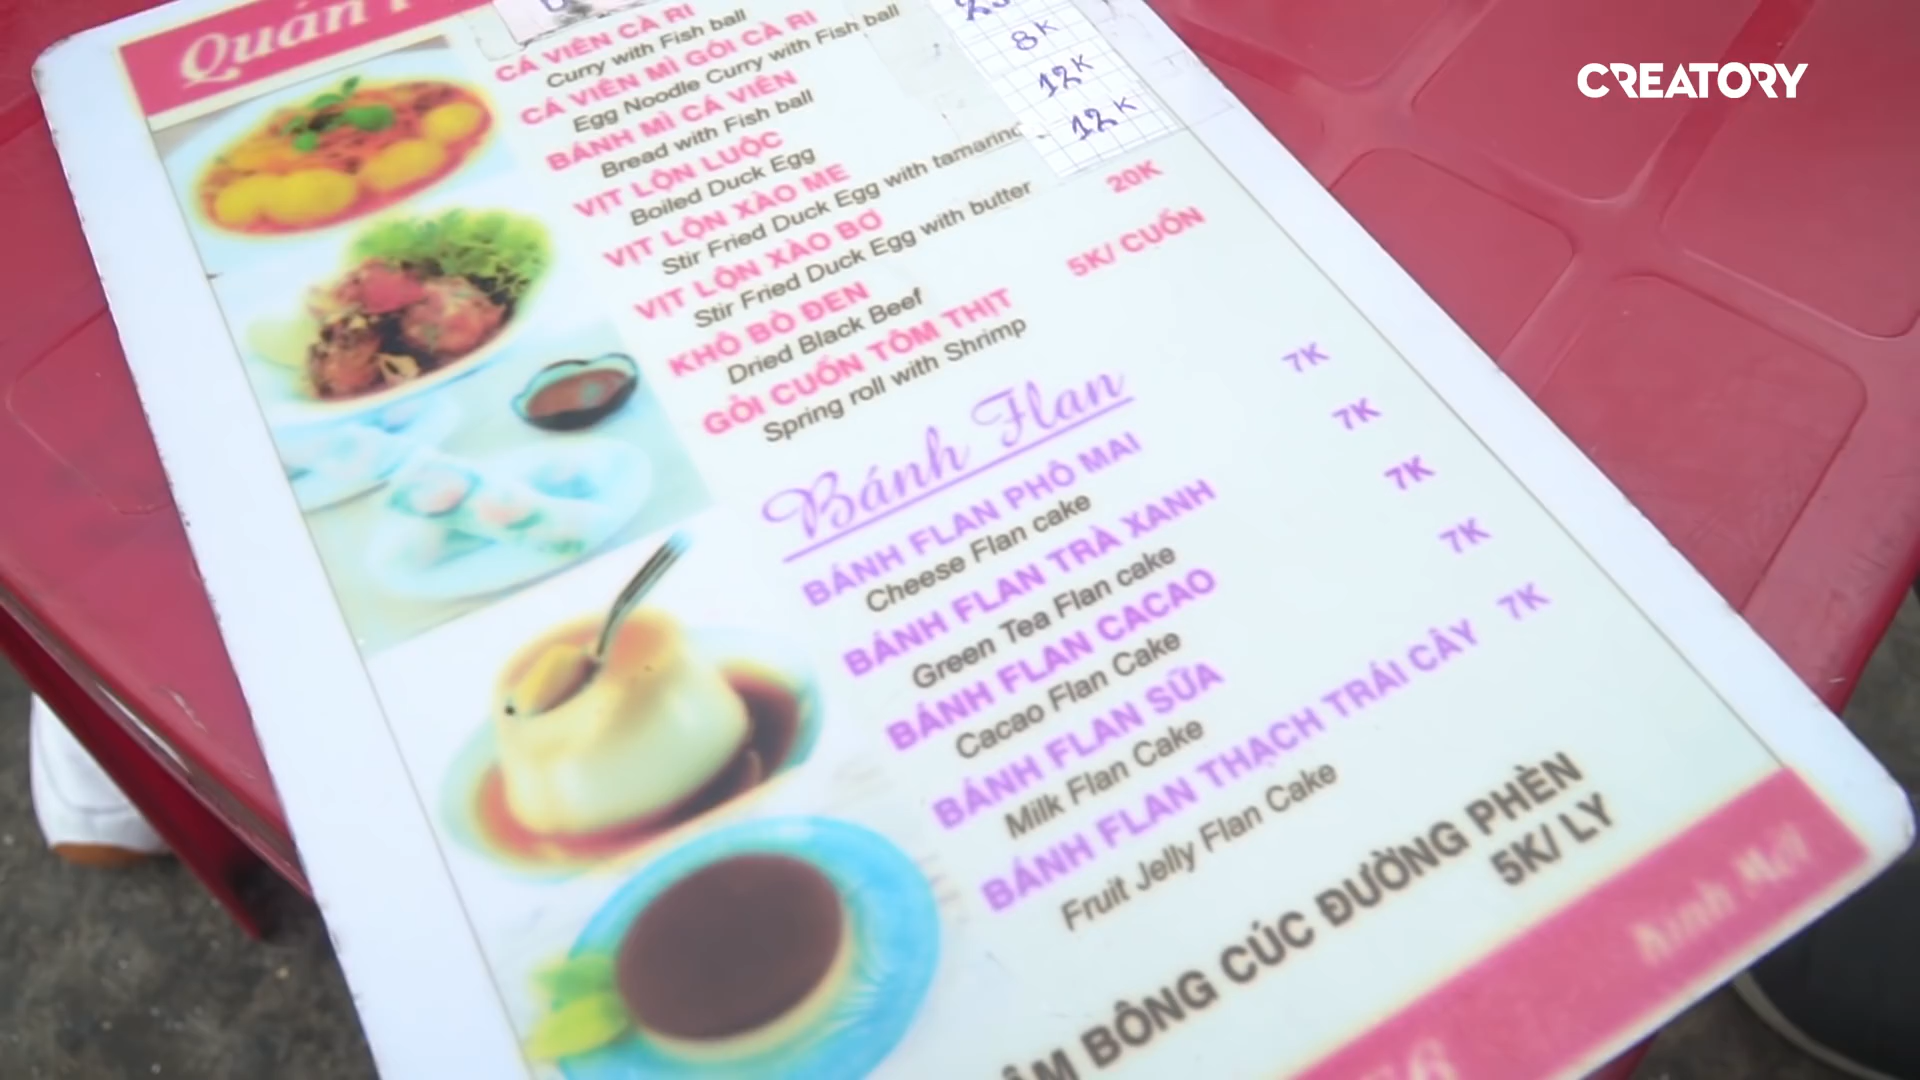 CREATORY
Quán
CÁ VIÊN CÀ RI
Curry with Fish ball
CÁ VIÊN MÌ GÓI CÀ RI
Egg Noodle Curry with Fish ball
BÁNH MÌ CÁ VIÊN
Bread with Fish ball
8K
VỊT LỘN LUỘC
Boiled Duck Egg
12K
VỊT LỘN XÀO ME
Stir Fried Duck Egg with tamarind
12K
VỊT LỘN XÀO BƠ
Stir Fried Duck Egg with butter
KHÔ BÒ ĐEN 20K
Dried Black Beef
GỎI CUỐN TÔM THỊT 5K/ CUỐN
Spring roll with Shrimp
Bánh Flan
BÁNH FLAN PHÔ MAI 7K
Cheese Flan cake
BÁNH FLAN TRÀ XANH 7K
Green Tea Flan cake
BÁNH FLAN CACAO 7K
Cacao Flan Cake
BÁNH FLAN SỮA 7K
Milk Flan Cake
BÁNH FLAN THẠCH TRÁI CÂY 7K
Fruit Jelly Flan Cake
BÔNG CÚC ĐƯỜNG PHÈN
5K/ LY